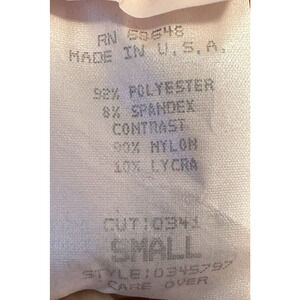 RN 68648
MADE IN U.S.A.
92% POLYESTER
8% SPANDEX
CONTRAST
90% NYLON
10% LYCRA
CUT:0341
SMALL
STYLE:0345797
CARE OVER